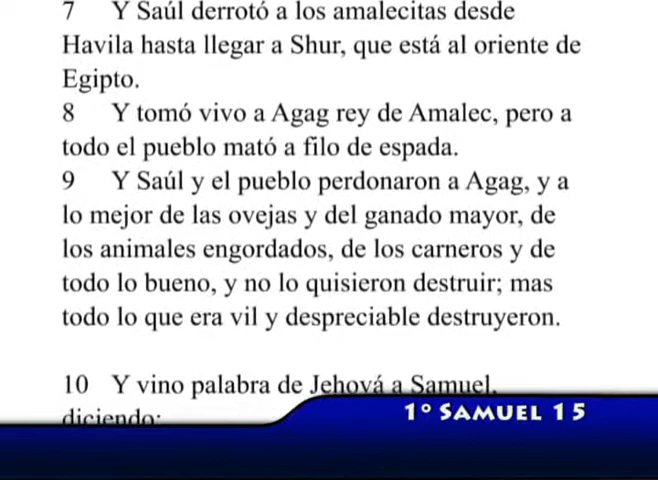 7 Y Saúl derrotó a los amalecitas desde
Havila hasta llegar a Shur, que está al oriente de
Egipto.
8 Y tomó vivo a Agag rey de Amalec, pero a
todo el pueblo mató a filo de espada.
9 Y Saúl y el pueblo perdonaron a Agag, y a
lo mejor de las ovejas y del ganado mayor, de
los animales engordados, de los carneros y de
todo lo bueno, y no lo quisieron destruir; mas
todo lo que era vil y despreciable destruyeron.
10 Y vino palabra de Jehová a Samuel,
diciendo:
1º SAMUEL 15